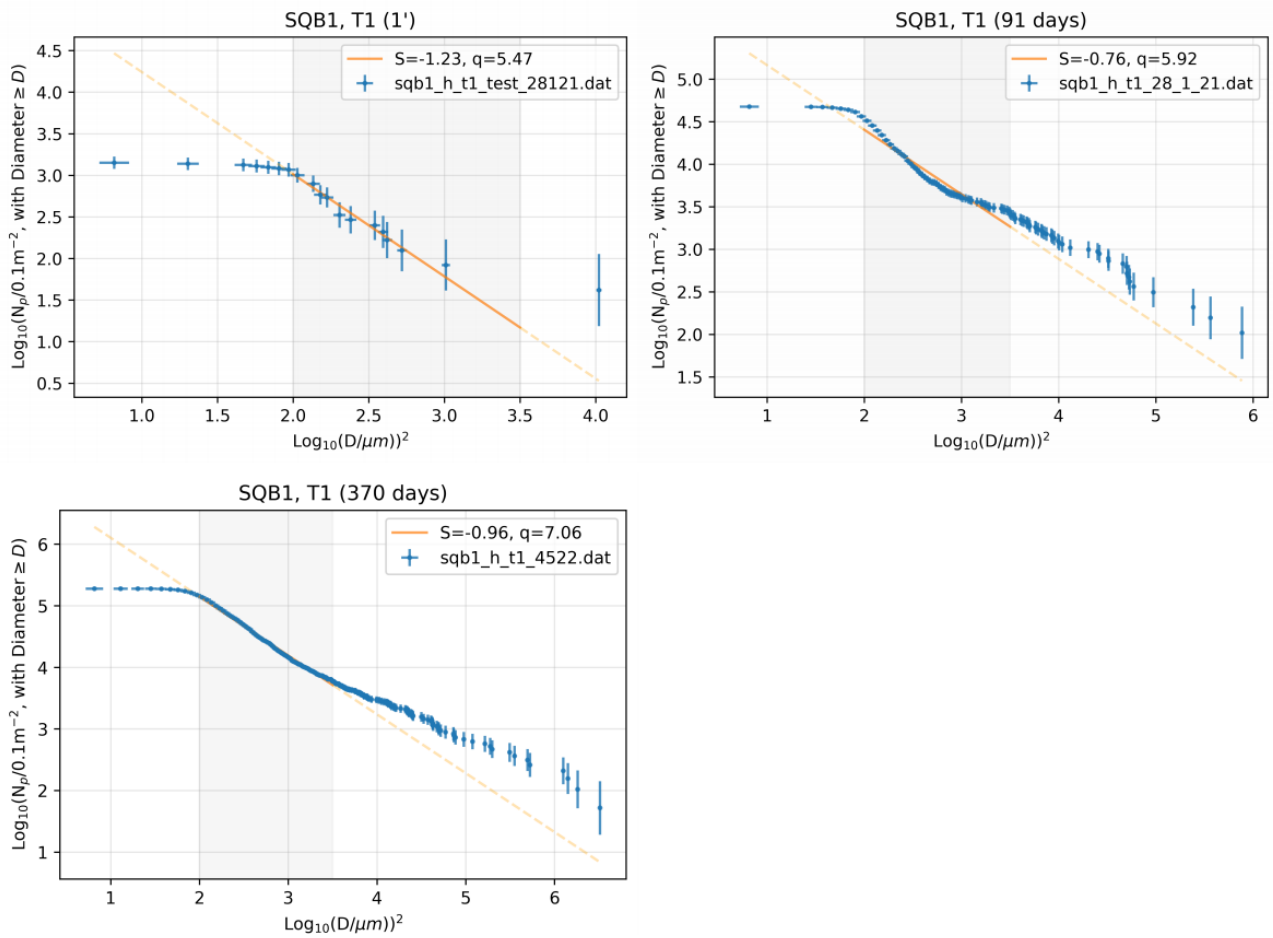 SQB1, T1 (1')
S=-1.23, q=5.47
sqb1_h_t1_test_28121.dat
Log₁₀(Nₚ/0.1m⁻², with Diameter ≥ D)
4.5
4.0
3.5
3.0
2.5
2.0
1.5
1.0
0.5
1.0 1.5 2.0 2.5 3.0 3.5 4.0
Log₁₀(D/μm))²
SQB1, T1 (91 days)
S=-0.76, q=5.92
sqb1_h_t1_28_1_21.dat
Log₁₀(Nₚ/0.1m⁻², with Diameter ≥ D)
5.0
4.5
4.0
3.5
3.0
2.5
2.0
1.5
1 2 3 4 5 6
Log₁₀(D/μm))²
SQB1, T1 (370 days)
S=-0.96, q=7.06
sqb1_h_t1_4522.dat
Log₁₀(Nₚ/0.1m⁻², with Diameter ≥ D)
6
5
4
3
2
1
1 2 3 4 5 6
Log₁₀(D/μm))²